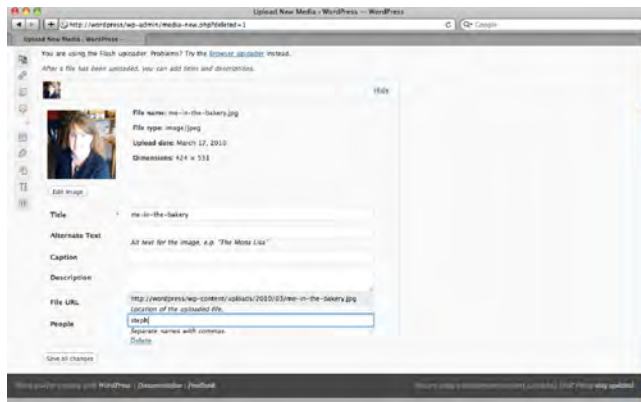 Upload New Media ‹ WordPress — WordPress
http://wordpress/wp-admin/media-new.php?deleted=1
Google
Upload New Media ‹ WordPress
You are using the Flash uploader. Problems? Try the Browser uploader instead.
After a file has been uploaded, you can add titles and descriptions.
Hide
File name: me-in-the-bakery.jpg
File type: image/jpeg
Upload date: March 17, 2010
Dimensions: 424 × 531
Edit Image
Title * me-in-the-bakery
Alternate Text
Alt text for the image, e.g. "The Mona Lisa"
Caption
Description
File URL http://wordpress/wp-content/uploads/2010/03/me-in-the-bakery.jpg
Location of the uploaded file.
People steph
Separate names with commas.
Delete
Save all changes
WordPress | Documentation | Feedback
stay updated